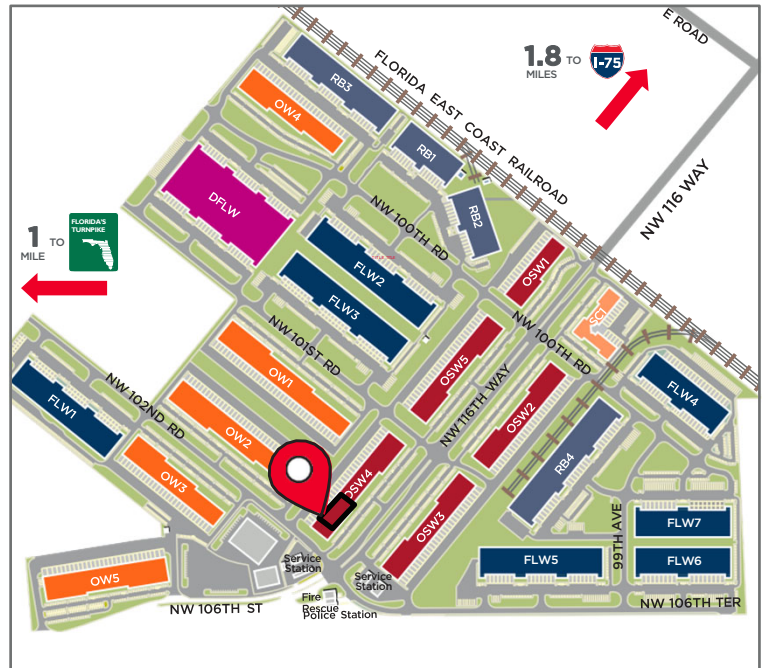 E ROAD
1.8 TO I-75
MILES
FLORIDA EAST COAST RAILROAD
NW 116 WAY
RB3
OW4
RB1
DFLW
NW 100TH RD
RB2
FLORIDA'S
TURNPIKE
1 TO
MILE
FLW2
OSW1
FLW3
SC1
NW 101ST RD
NW 100TH RD
OW1
OSW5
FLW4
FLW1
NW 102ND RD
NW 116TH WAY
OSW2
OW2
RB4
OW3
OSW4
OSW3
99TH AVE
FLW7
FLW5
FLW6
Service
Station
Service
Station
OW5
Fire
Rescue
Police Station
NW 106TH ST
NW 106TH TER